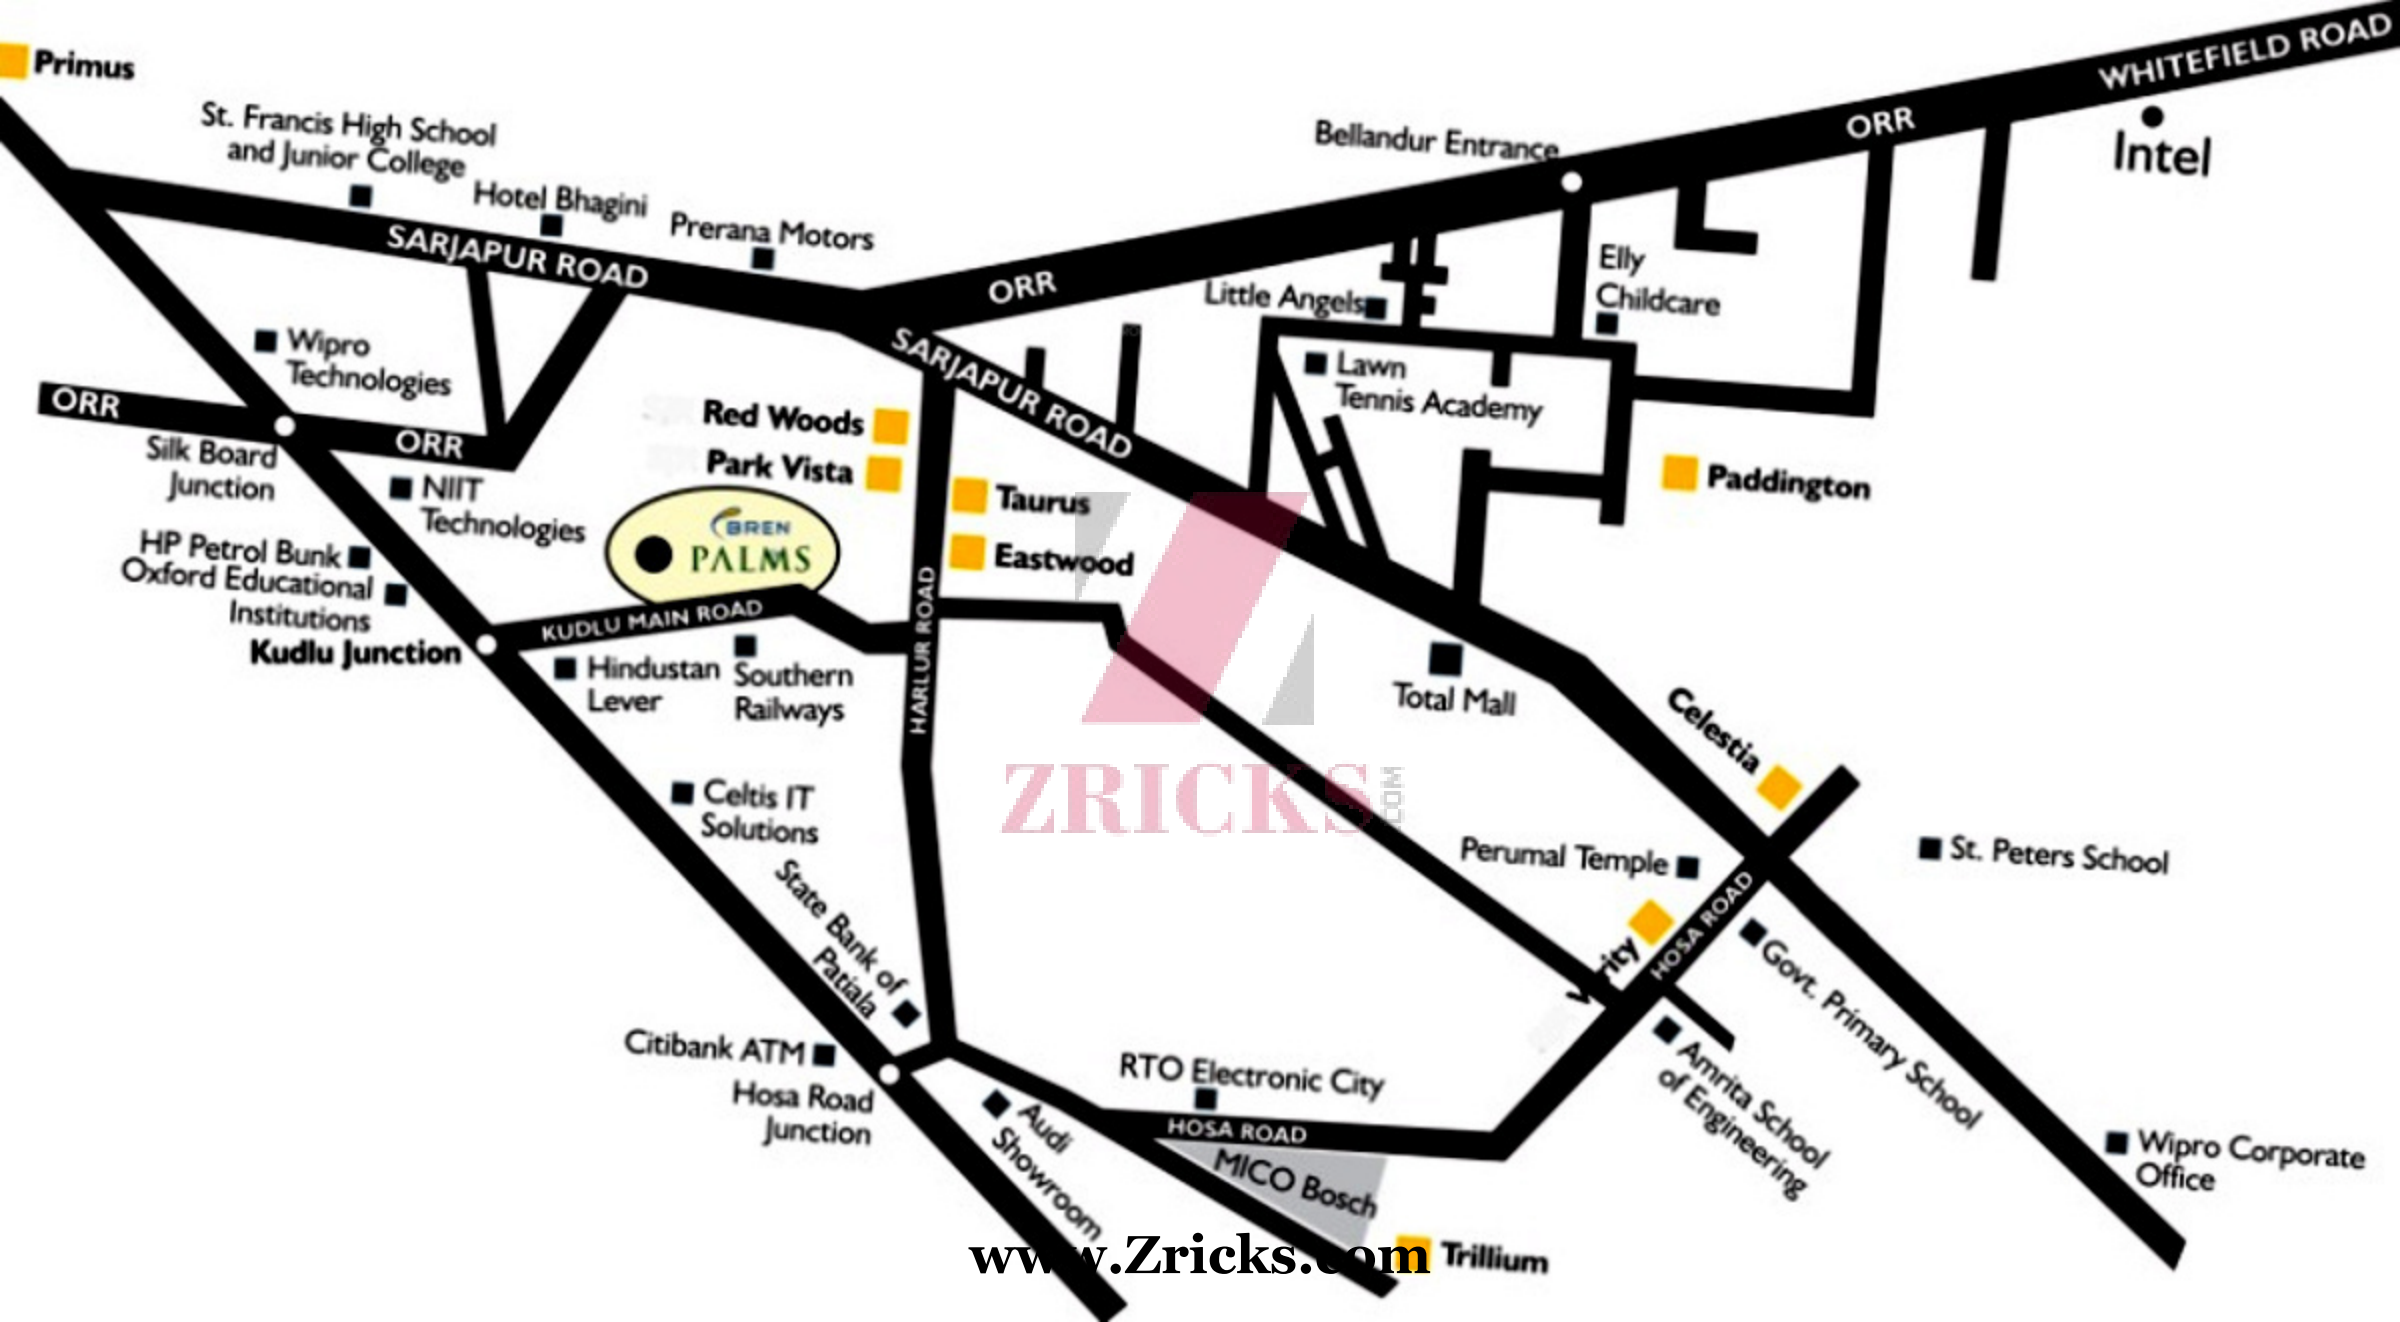 Primus
WHITEFIELD ROAD
St. Francis High School
and Junior College
ORR
Bellandur Entrance
Intel
Hotel Bhagini
Prerana Motors
SARJAPUR ROAD
ORR
Elly
Childcare
Little Angels
Wipro
Technologies
SARJAPUR ROAD
Lawn
Tennis Academy
ORR
ORR
Red Woods
Park Vista
Silk Board
Junction
NIIT
Technologies
Taurus
Paddington
BREN
PALMS
HP Petrol Bunk
Oxford Educational
Institutions
Eastwood
KUDLU MAIN ROAD
Kudlu Junction
HARLUR ROAD
Hindustan
Lever
Southern
Railways
Total Mall
Celestia
ZRICKS
.COM
Celtis IT
Solutions
Perumal Temple
St. Peters School
HOSA ROAD
State Bank of
Patiala
Govt. Primary School
Citibank ATM
Hosa Road
Junction
RTO Electronic City
Amrita School
of Engineering
HOSA ROAD
Audi
Showroom
MICO Bosch
Wipro Corporate
Office
www.Zricks.com
Trillium